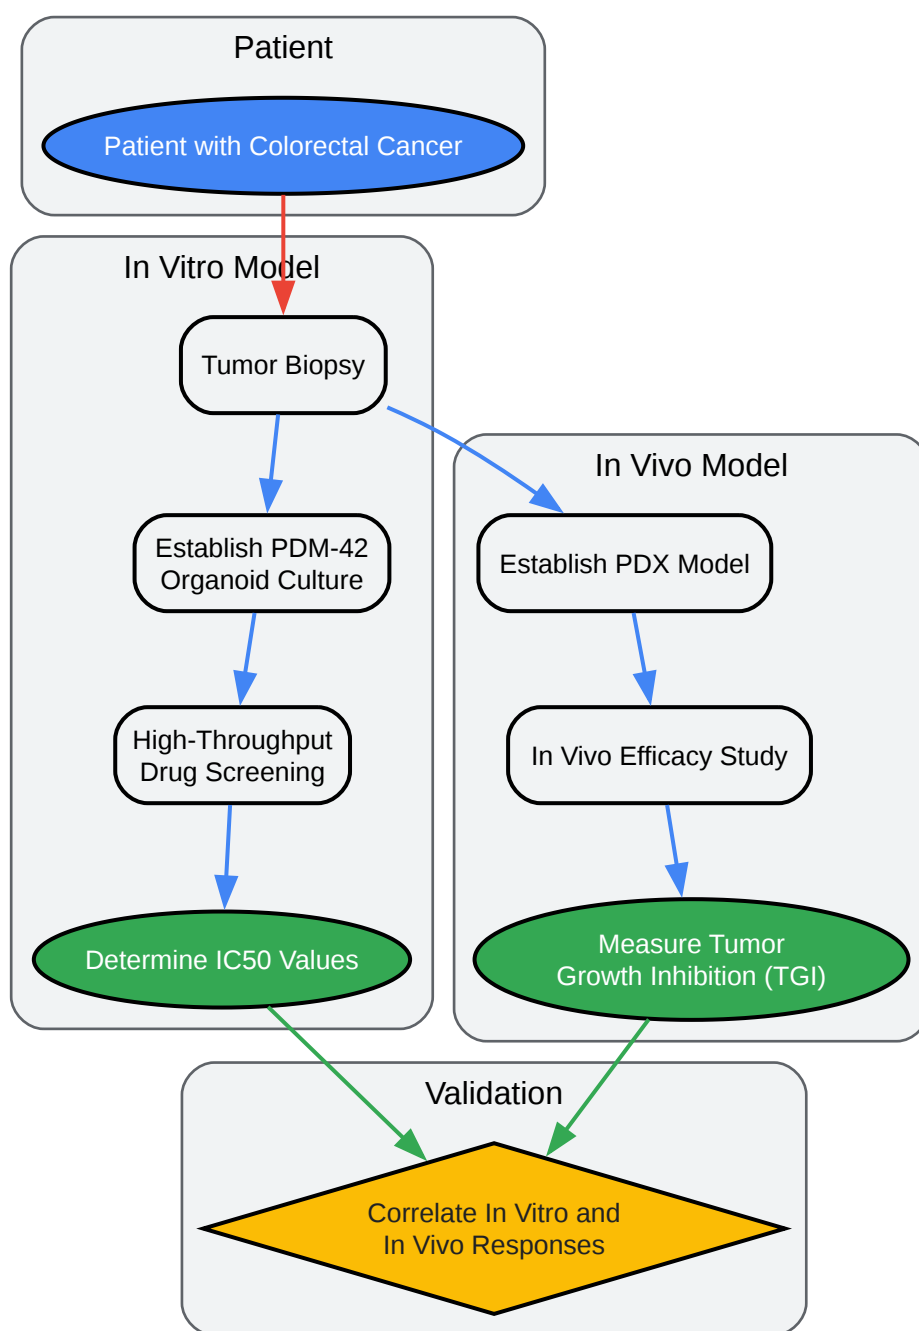 Patient
Patient with Colorectal Cancer
In Vitro Model
Tumor Biopsy
Establish PDM-42
Organoid Culture
High-Throughput
Drug Screening
Determine IC50 Values
In Vivo Model
Establish PDX Model
In Vivo Efficacy Study
Measure Tumor
Growth Inhibition (TGI)
Validation
Correlate In Vitro and
In Vivo Responses